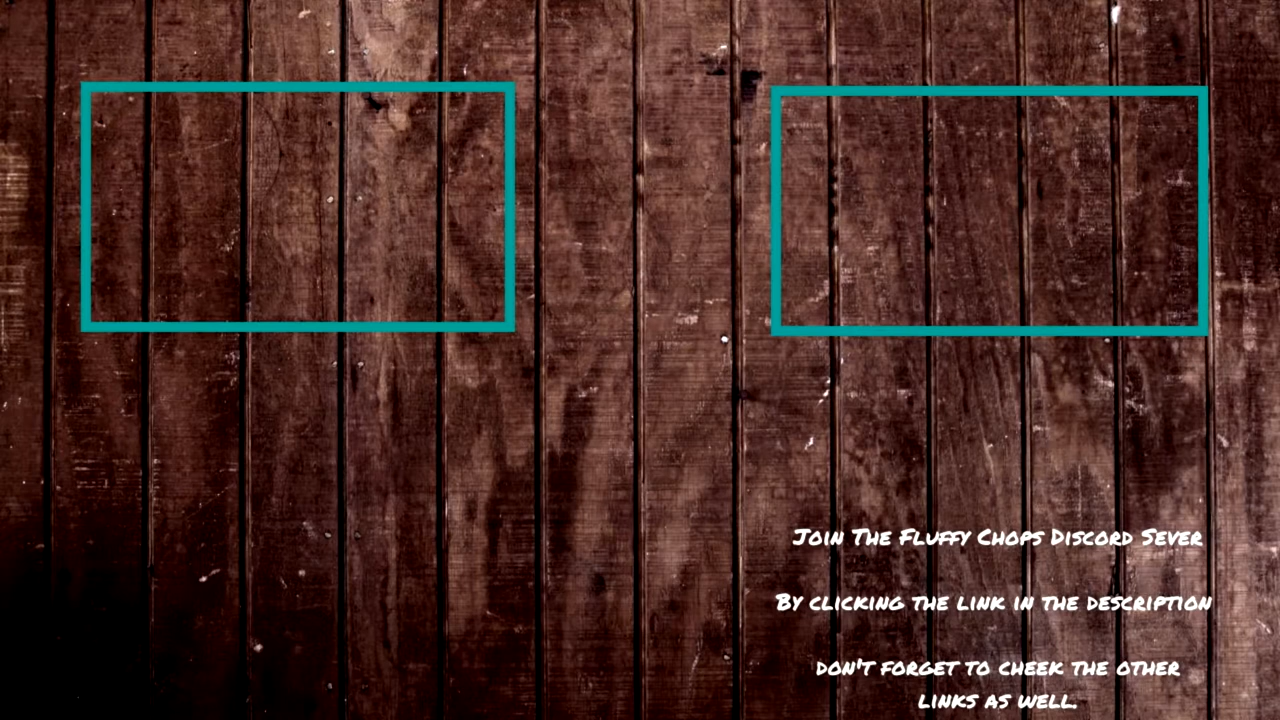 Join The Fluffy Chops Discord Sever
By clicking the link in the description
don't forget to cheek the other
links as well.